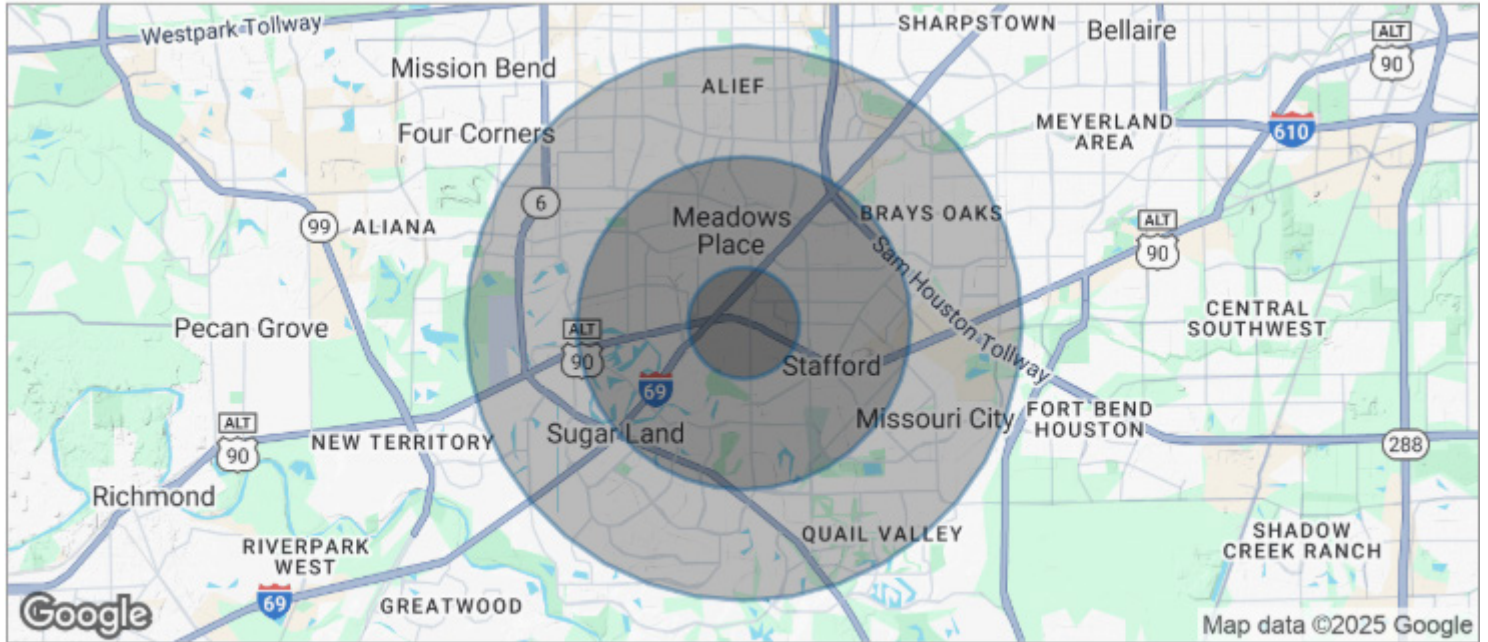 SHARPSTOWN
Bellaire
ALT
90
Westpark Tollway
Mission Bend
ALIEF
Four Corners
MEYERLAND
AREA
610
6
Meadows
Place
BRAYS OAKS
99
ALIANA
ALT
90
Sam Houston Tollway
Pecan Grove
CENTRAL
SOUTHWEST
ALT
90
Stafford
69
Missouri City
FORT BEND
HOUSTON
ALT
90
NEW TERRITORY
Sugar Land
288
Richmond
QUAIL VALLEY
SHADOW
CREEK RANCH
RIVERPARK
WEST
69
GREATWOOD
Google
Map data ©2025 Google